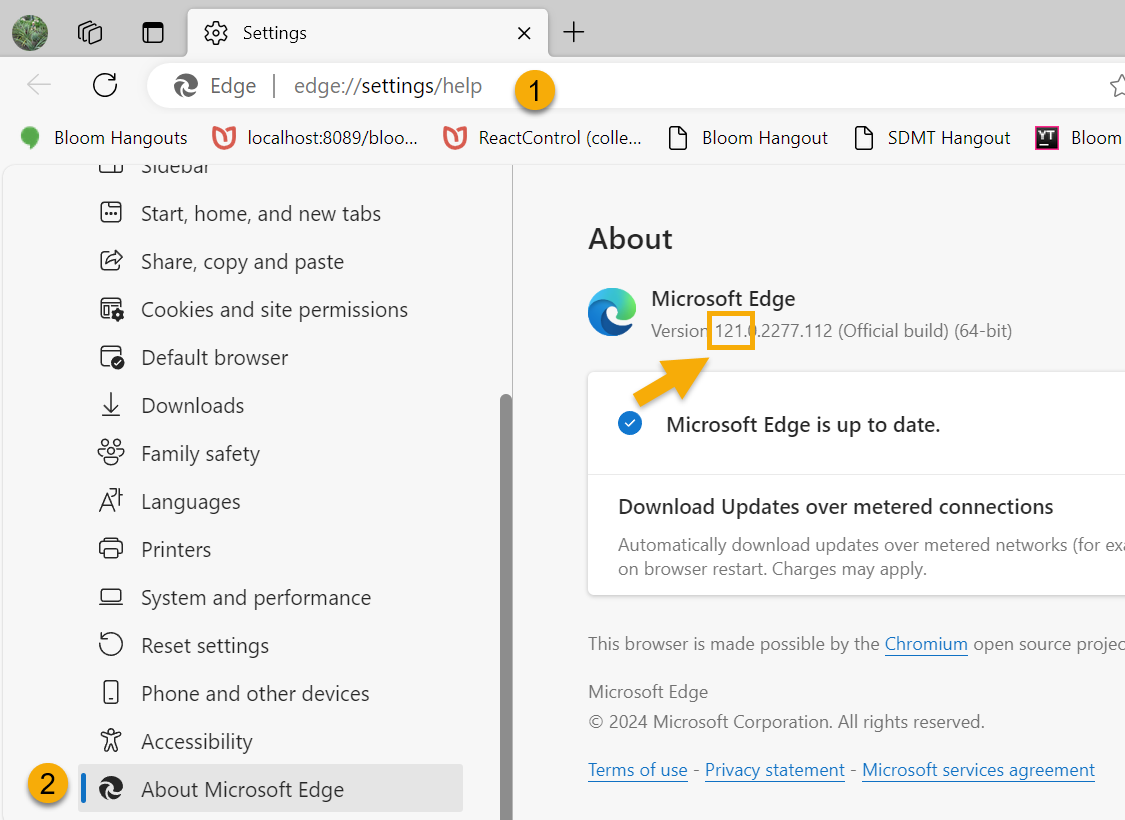 Settings
Edge
edge://settings/help
1
Bloom Hangouts
localhost:8089/bloo...
ReactControl (colle...
Bloom Hangout
SDMT Hangout
YT
Bloom
Sidebar
Start, home, and new tabs
Share, copy and paste
Cookies and site permissions
Default browser
Downloads
Family safety
Languages
Printers
System and performance
Reset settings
Phone and other devices
Accessibility
2
About Microsoft Edge
About
Microsoft Edge
Version 121.0.2277.112 (Official build) (64-bit)
Microsoft Edge is up to date.
Download Updates over metered connections
Automatically download updates over metered networks (for
on browser restart. Charges may apply.
This browser is made possible by the Chromium open source
Microsoft Edge
© 2024 Microsoft Corporation. All rights reserved.
Terms of use - Privacy statement - Microsoft services agreement